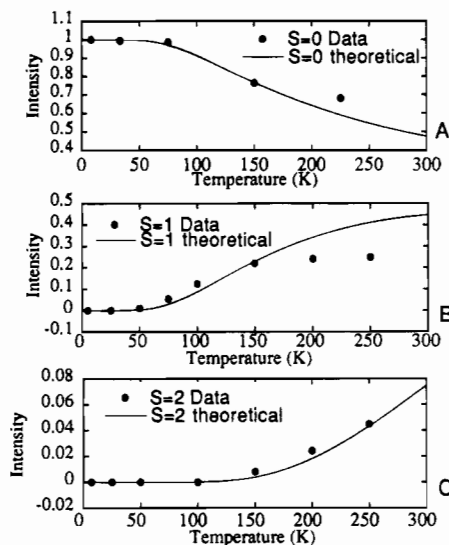 1.1
1
0.9
0.8
0.7
0.6
0.5
0.4
Intensity
S=0 Data
S=0 theoretical
0 50 100 150 200 250 300
Temperature (K)
A
0.5
0.4
0.3
0.2
0.1
0
-0.1
Intensity
S=1 Data
S=1 theoretical
0 50 100 150 200 250 300
Temperature (K)
B
0.08
0.06
0.04
0.02
0
-0.02
Intensity
S=2 Data
S=2 theoretical
0 50 100 150 200 250 300
Temperature (K)
C